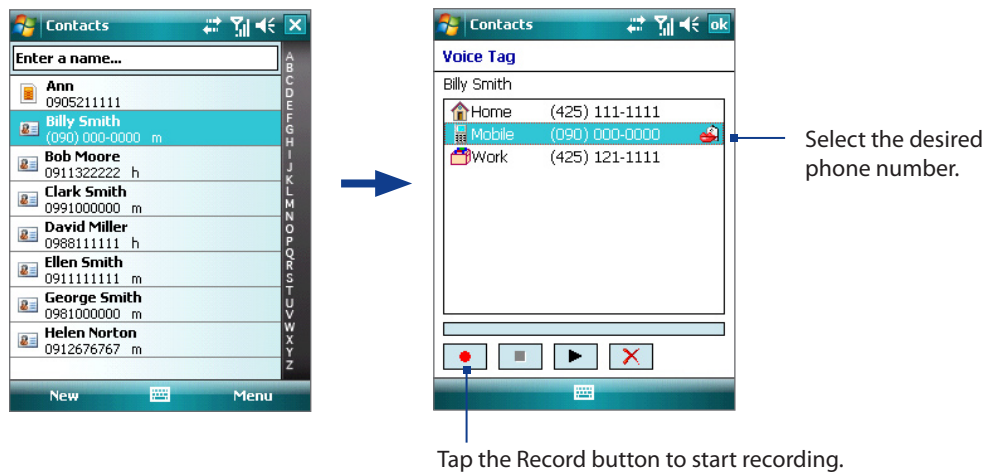 Contacts
Enter a name...
Ann
0905211111
Billy Smith
(090) 000-0000 m
Bob Moore
0911322222 h
Clark Smith
0991000000 m
David Miller
0988111111 h
Ellen Smith
0911111111 m
George Smith
0981000000 m
Helen Norton
0912676767 m
A
B
C
D
E
F
G
H
I
J
K
L
M
N
O
P
Q
R
S
T
U
V
W
X
Y
Z
New Menu
Contacts ok
Voice Tag
Billy Smith
Home (425) 111-1111
Mobile (090) 000-0000
Work (425) 121-1111
Select the desired
phone number.
Tap the Record button to start recording.